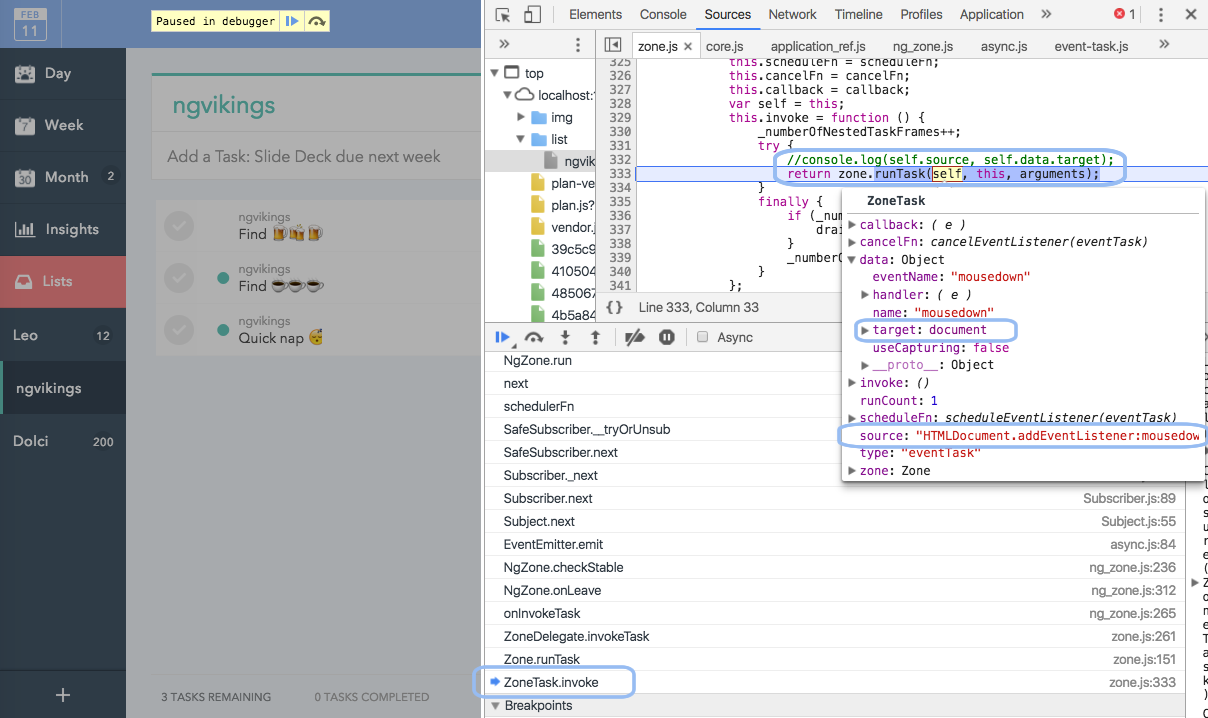 FEB
11
Paused in debugger
Day
Week
7
Month
30
2
Insights
Lists
Leo
12
ngvikings
Dolci
200
ngvikings
Add a Task: Slide Deck due next week
ngvikings
Find 🍺🍻🍺
ngvikings
Find ☕☕☕
ngvikings
Quick nap 😴
3 TASKS REMAINING
0 TASKS COMPLETED
Elements Console Sources Network Timeline Profiles Application » 1
» zone.js × core.js application_ref.js ng_zone.js async.js event-task.js »
top
localhost:
img
list
ngvik
plan-ve
plan.js?
vendor.
39c5c9
410504
485067
4b5a84
325 this.scheduleFn = scheduleFn;
326 this.cancelFn = cancelFn;
327 this.callback = callback;
328 var self = this;
329 this.invoke = function () {
330 _numberOfNestedTaskFrames++;
331 try {
332 //console.log(self.source, self.data.target);
333 return zone.runTask(self, this, arguments);
334 }
335 finally {
336 if (_num
337 drai
338 }
339 _number
340 }
341 };
{} Line 333, Column 33
Async
ZoneTask
callback: ( e )
cancelFn: cancelEventListener(eventTask)
data: Object
eventName: "mousedown"
handler: ( e )
name: "mousedown"
target: document
useCapturing: false
__proto__: Object
invoke: ()
runCount: 1
scheduleFn: scheduleEventListener(eventTask)
source: "HTMLDocument.addEventListener:mousedow
type: "eventTask"
zone: Zone
NgZone.run
next
schedulerFn
SafeSubscriber.__tryOrUnsub
SafeSubscriber.next
Subscriber._next
Subscriber.next Subscriber.js:89
Subject.next Subject.js:55
EventEmitter.emit async.js:84
NgZone.checkStable ng_zone.js:236
NgZone.onLeave ng_zone.js:312
onInvokeTask ng_zone.js:265
ZoneDelegate.invokeTask zone.js:261
Zone.runTask zone.js:151
ZoneTask.invoke zone.js:333
Breakpoints